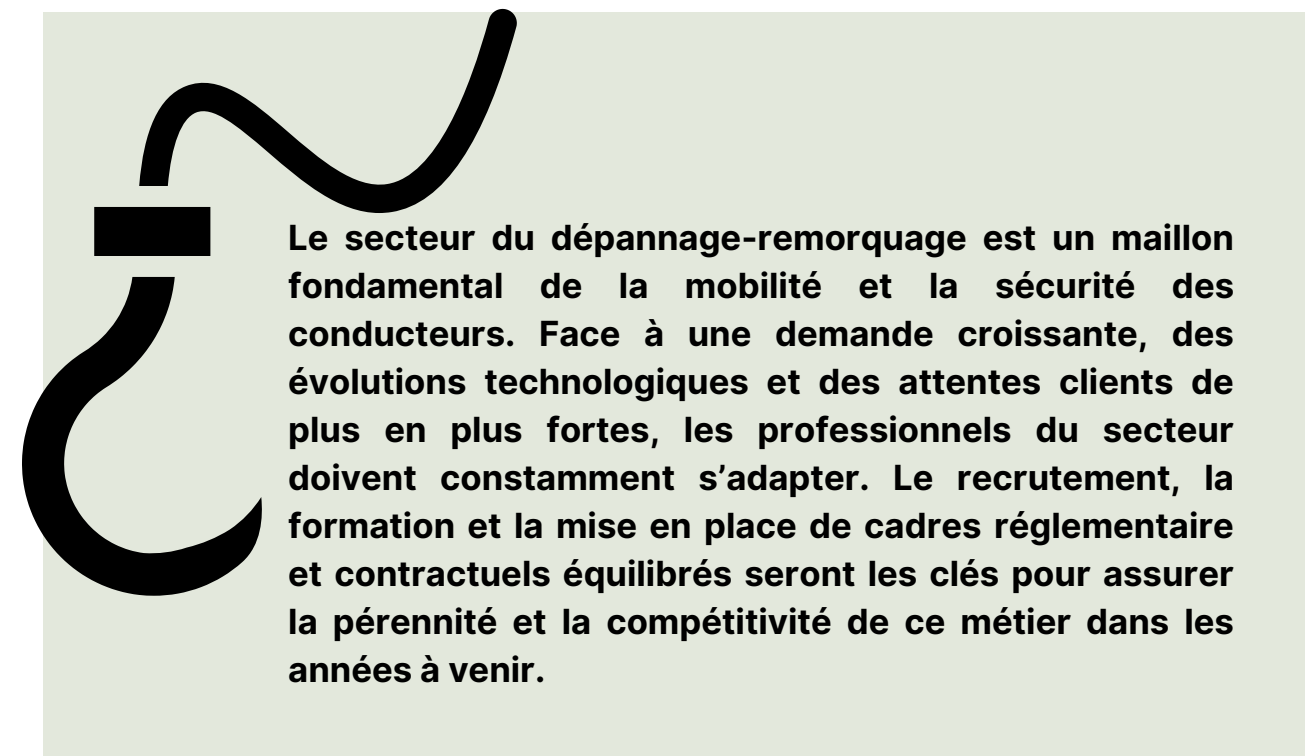 Le secteur du dépannage-remorquage est un maillon
fondamental de la mobilité et la sécurité des
conducteurs. Face à une demande croissante, des
évolutions technologiques et des attentes clients de
plus en plus fortes, les professionnels du secteur
doivent constamment s’adapter. Le recrutement, la
formation et la mise en place de cadres réglementaire
et contractuels équilibrés seront les clés pour assurer
la pérennité et la compétitivité de ce métier dans les
années à venir.